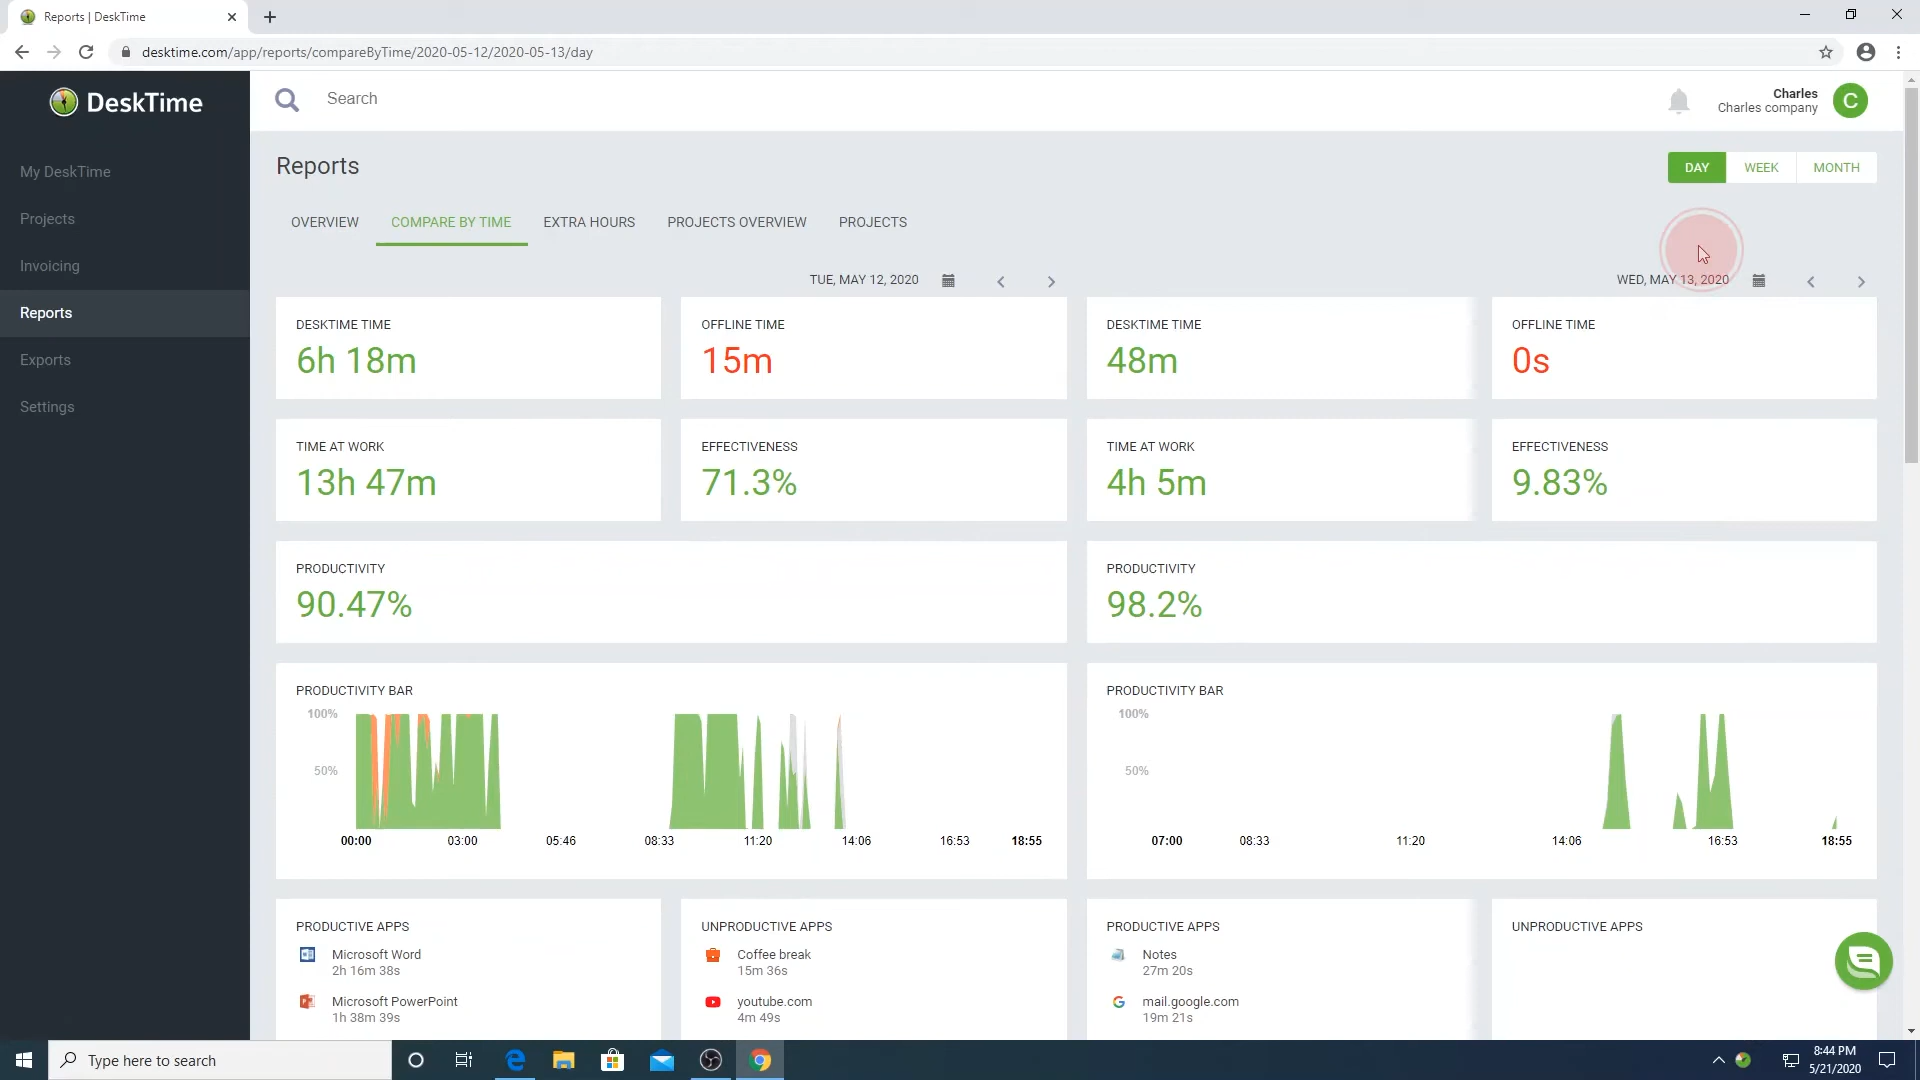 Reports | DeskTime
desktime.com/app/reports/compareByTime/2020-05-12/2020-05-13/day
DeskTime
Search
Charles
Charles company
C
My DeskTime
Projects
Invoicing
Reports
Exports
Settings
Reports
DAY WEEK MONTH
OVERVIEW COMPARE BY TIME EXTRA HOURS PROJECTS OVERVIEW PROJECTS
TUE, MAY 12, 2020
WED, MAY 13, 2020
DESKTIME TIME
6h 18m
OFFLINE TIME
15m
DESKTIME TIME
48m
OFFLINE TIME
0s
TIME AT WORK
13h 47m
EFFECTIVENESS
71.3%
TIME AT WORK
4h 5m
EFFECTIVENESS
9.83%
PRODUCTIVITY
90.47%
PRODUCTIVITY
98.2%
PRODUCTIVITY BAR
100%
50%
00:00 03:00 05:46 08:33 11:20 14:06 16:53 18:55
PRODUCTIVITY BAR
100%
50%
07:00 08:33 11:20 14:06 16:53 18:55
PRODUCTIVE APPS
Microsoft Word
2h 16m 38s
Microsoft PowerPoint
1h 38m 39s
UNPRODUCTIVE APPS
Coffee break
15m 36s
youtube.com
4m 49s
PRODUCTIVE APPS
Notes
27m 20s
mail.google.com
19m 21s
UNPRODUCTIVE APPS
Type here to search
8:44 PM
5/21/2020